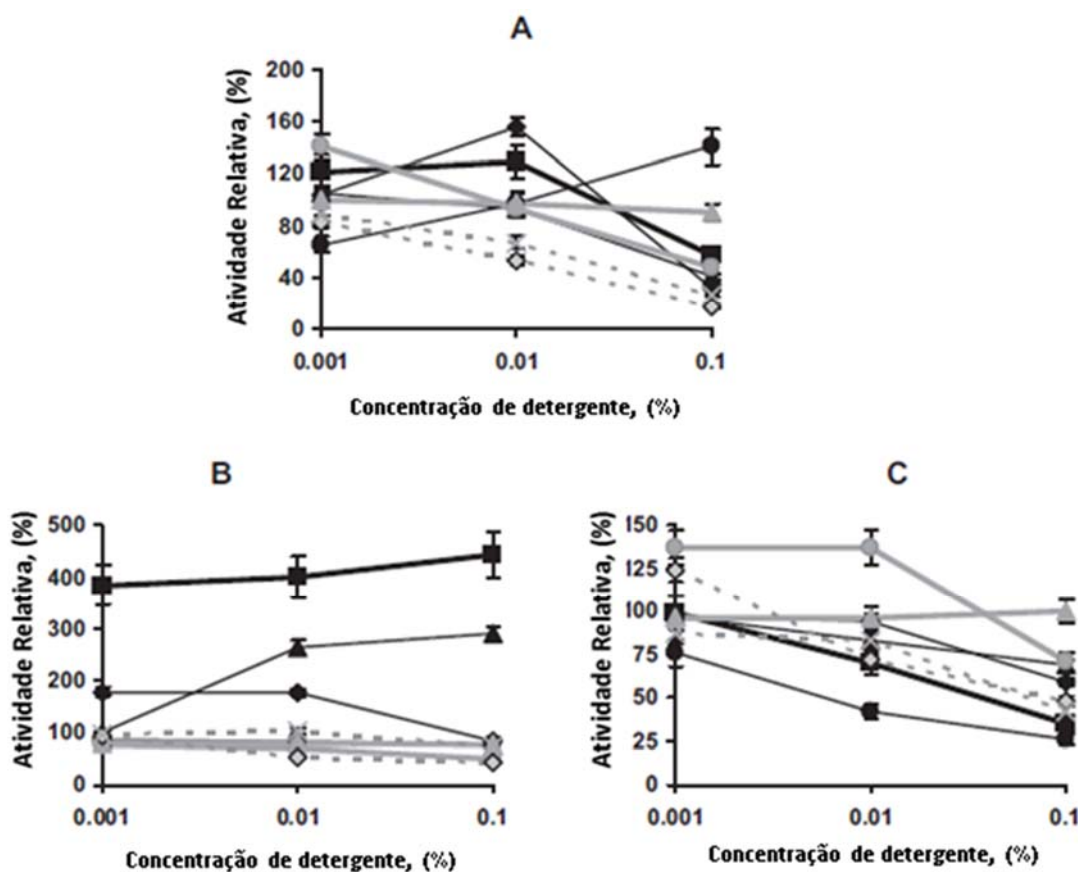 A
Atividade Relativa, (%)
200
160
120
80
40
0
0.001 0.01 0.1
Concentração de detergente, (%)
B
Atividade Relativa, (%)
500
400
300
200
100
0
0.001 0.01 0.1
Concentração de detergente, (%)
C
Atividade Relativa, (%)
150
125
100
75
50
25
0
0.001 0.01 0.1
Concentração de detergente, (%)